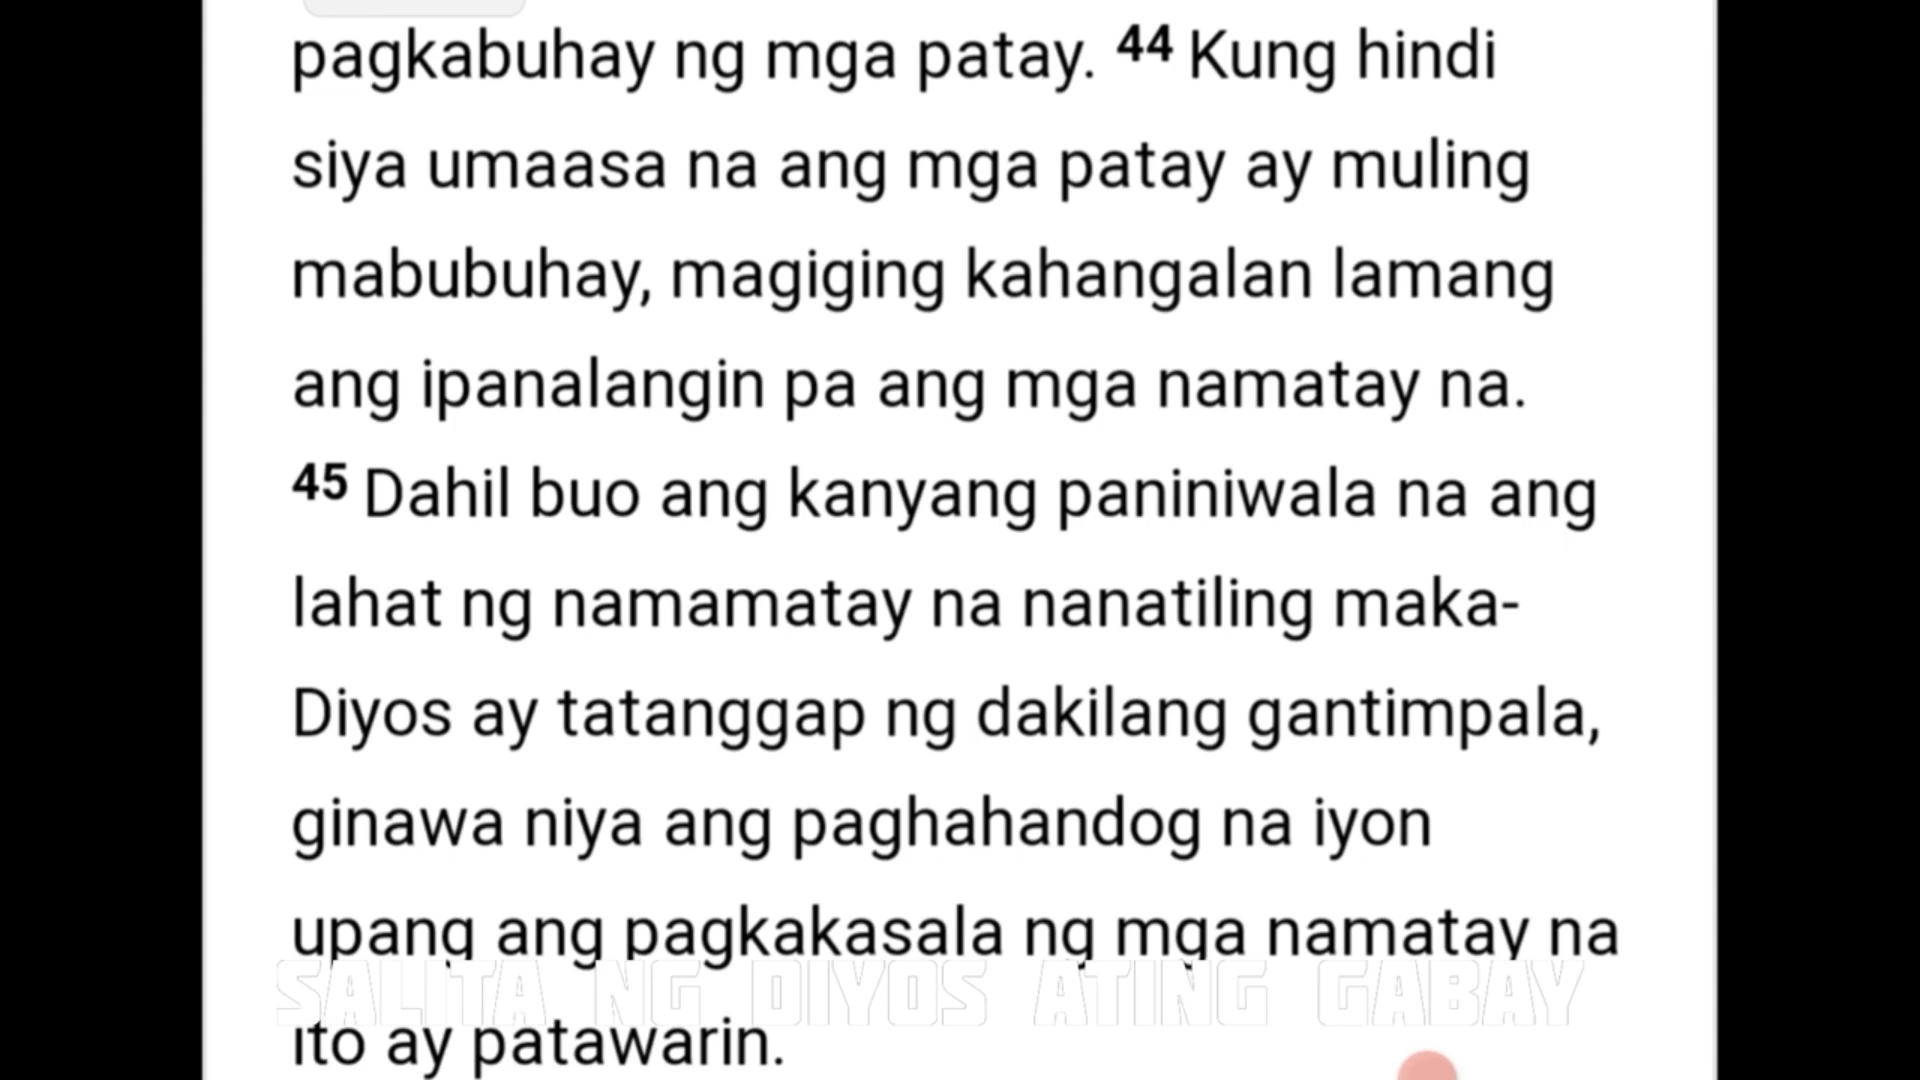 pagkabuhay ng mga patay. 44 Kung hindi
siya umaasa na ang mga patay ay muling
mabubuhay, magiging kahangalan lamang
ang ipanalangin pa ang mga namatay na.
45 Dahil buo ang kanyang paniniwala na ang
lahat ng namamatay na nanatiling maka-
Diyos ay tatanggap ng dakilang gantimpala,
ginawa niya ang paghahandog na iyon
upang ang pagkakasala ng mga namatay na
SALITA NG DIYOS ATING GABAY
ito ay patawarin.